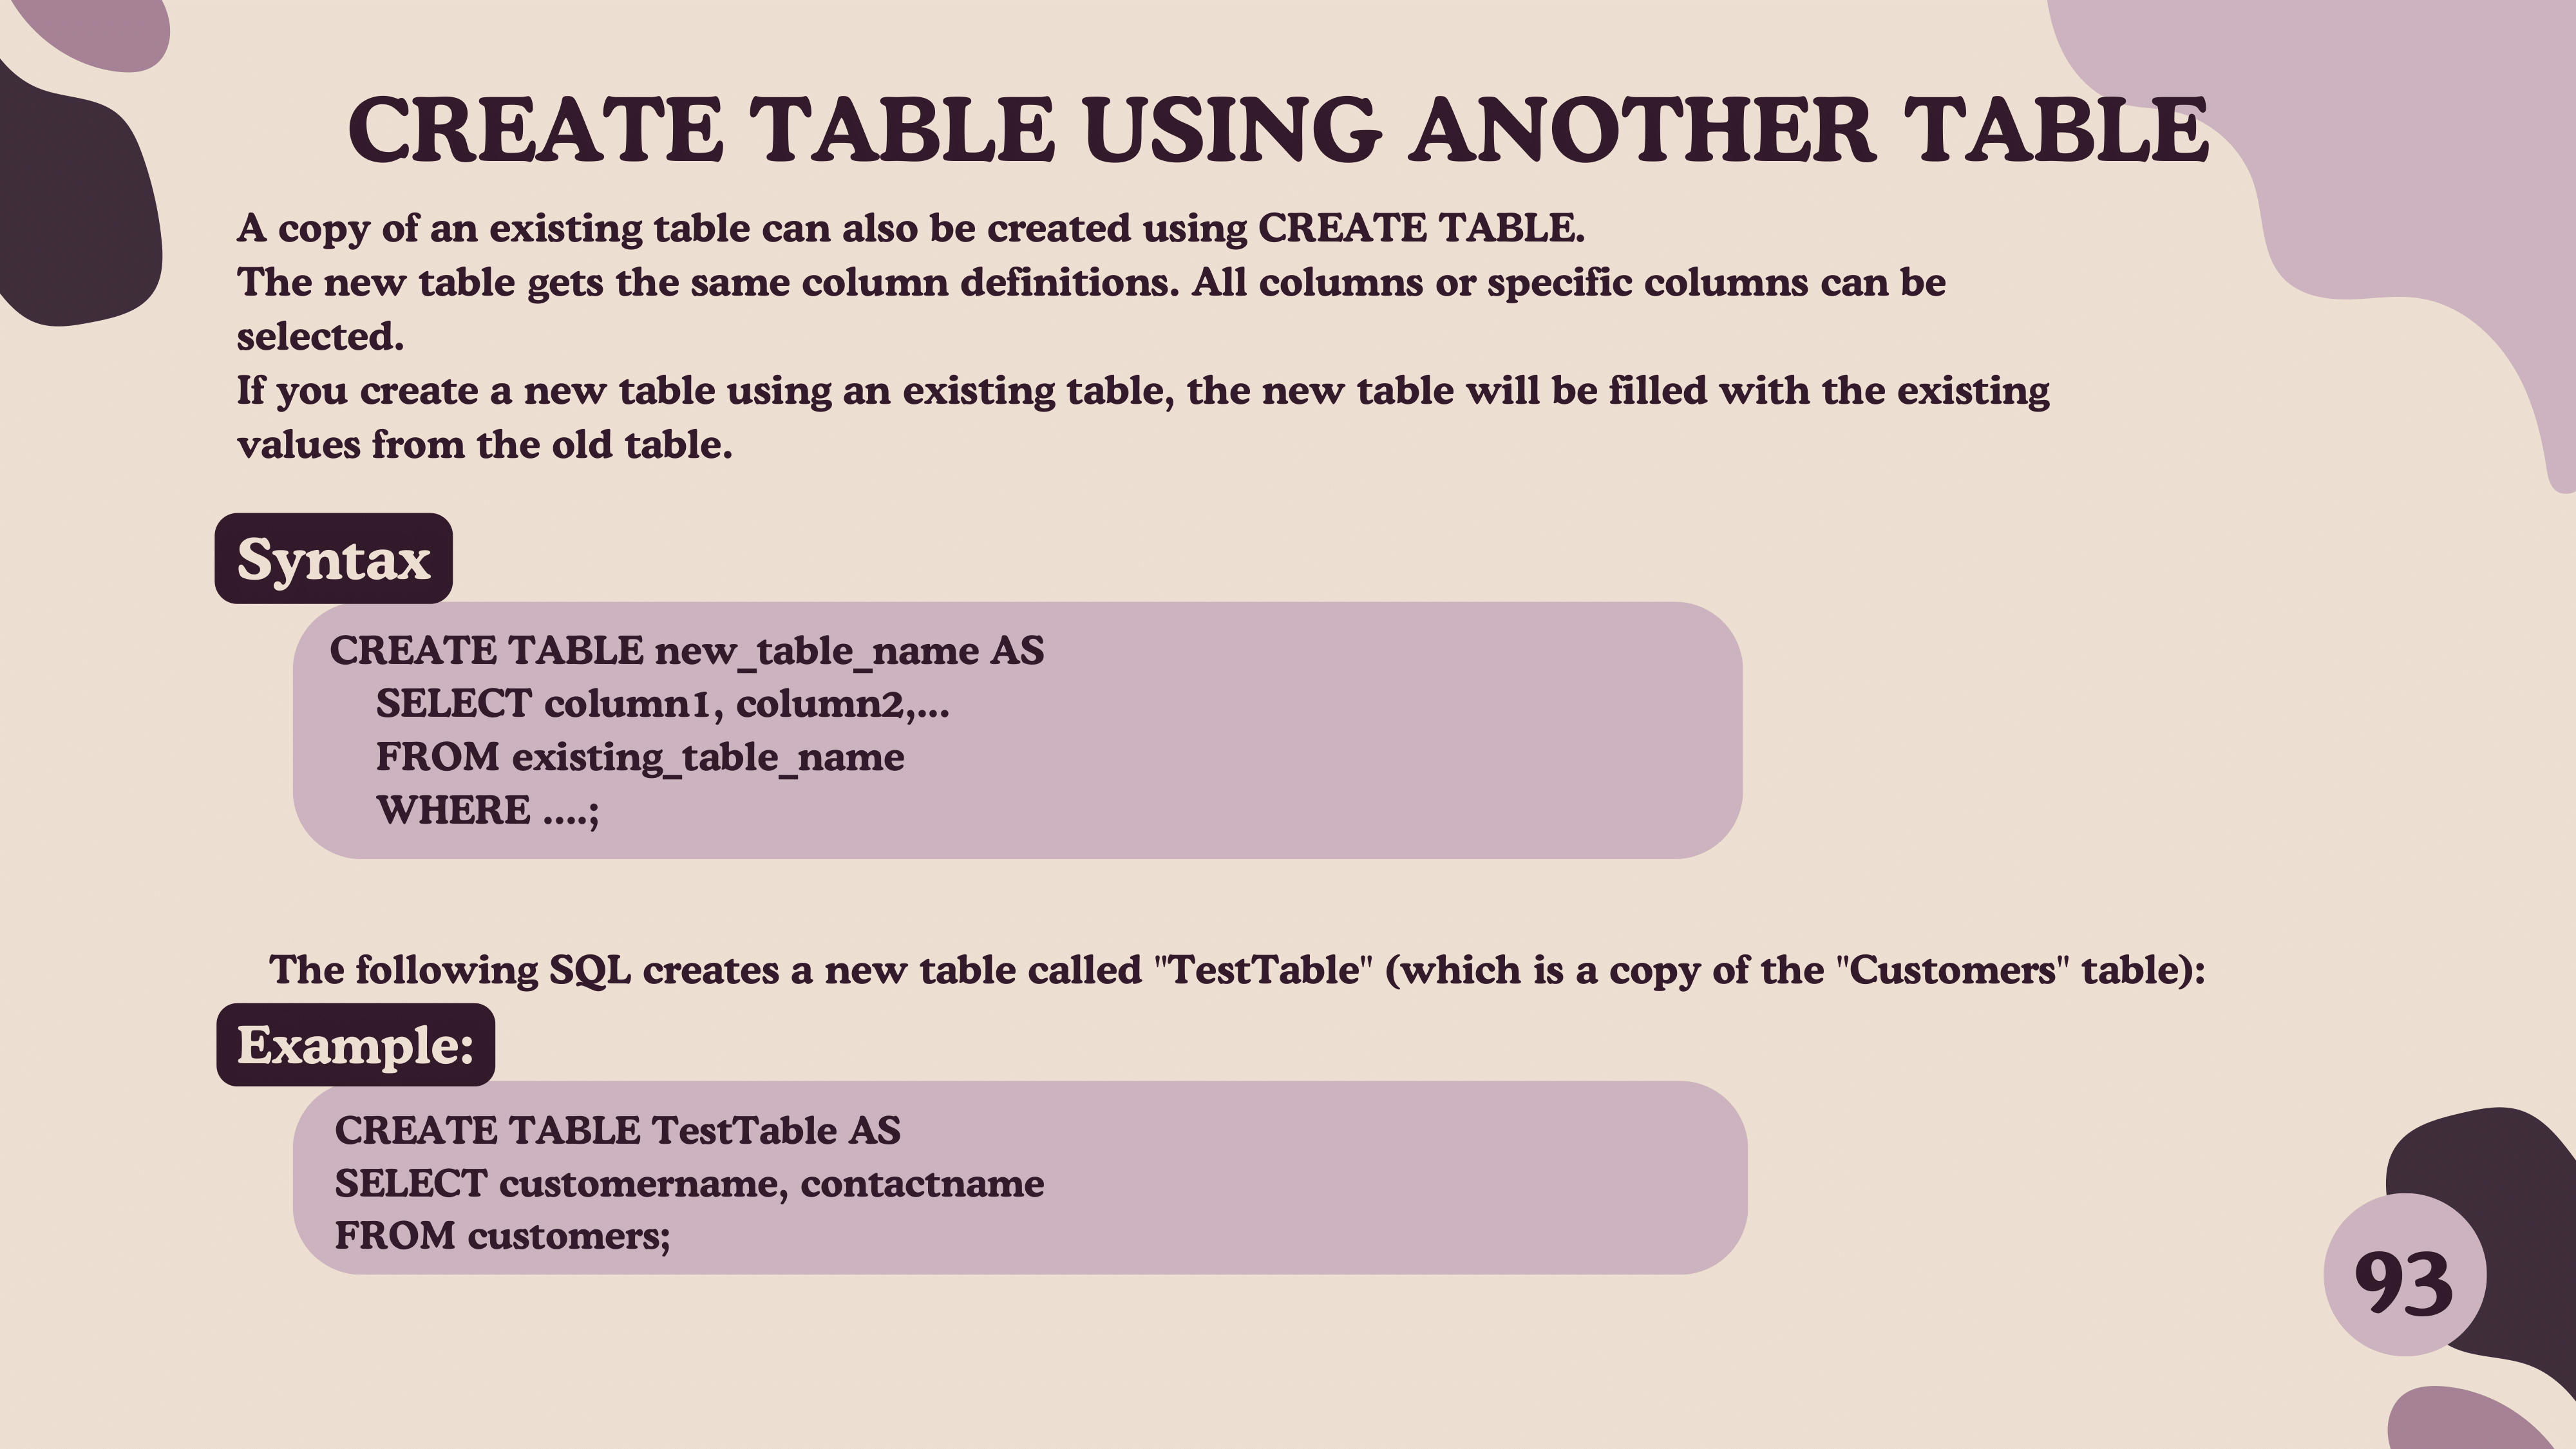 CREATE TABLE USING ANOTHER TABLE
A copy of an existing table can also be created using CREATE TABLE.
The new table gets the same column definitions. All columns or specific columns can be
selected.
If you create a new table using an existing table, the new table will be filled with the existing
values from the old table.
Syntax
CREATE TABLE new_table_name AS
SELECT column1, column2,...
FROM existing_table_name
WHERE ....;
The following SQL creates a new table called "TestTable" (which is a copy of the "Customers" table):
Example:
CREATE TABLE TestTable AS
SELECT customername, contactname
FROM customers;
93